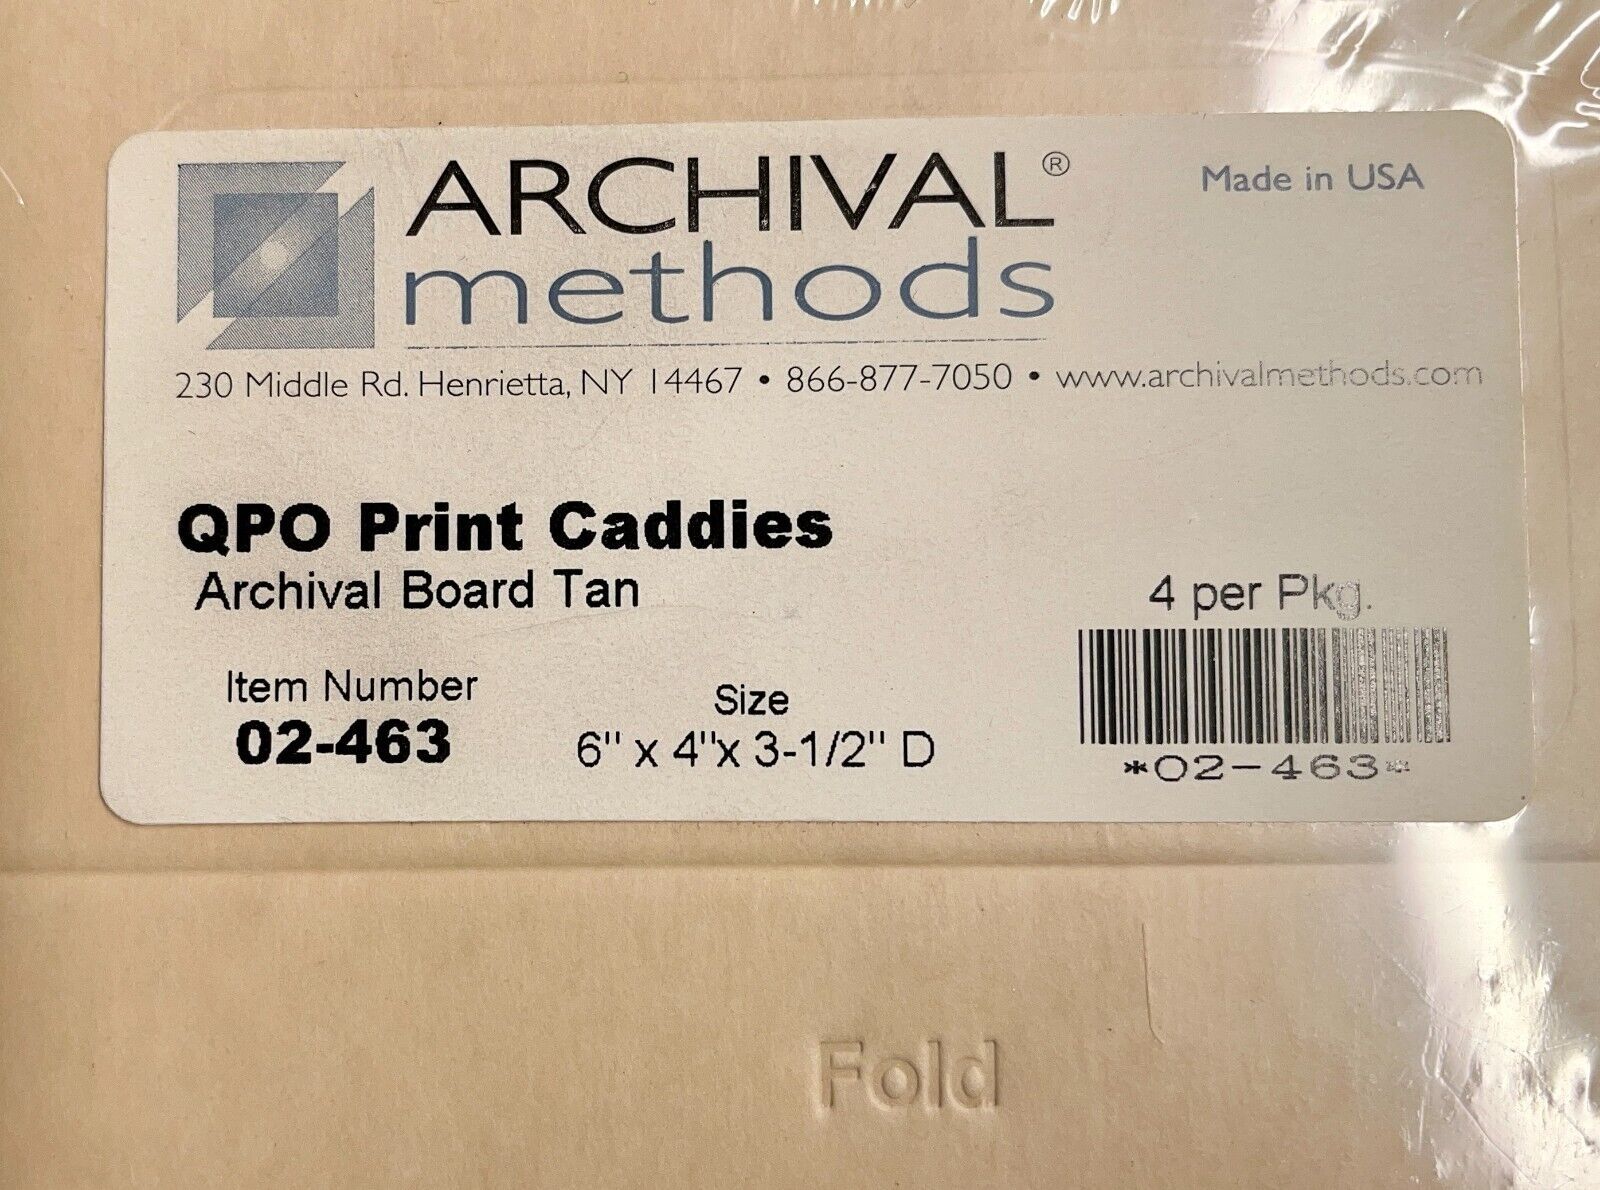 ARCHIVAL®
methods
Made in USA
230 Middle Rd. Henrietta, NY 14467 • 866-877-7050 • www.archivalmethods.com
QPO Print Caddies
Archival Board Tan
4 per Pkg.
Item Number
02-463
Size
6" x 4"x 3-1/2" D
*02-463*
Fold